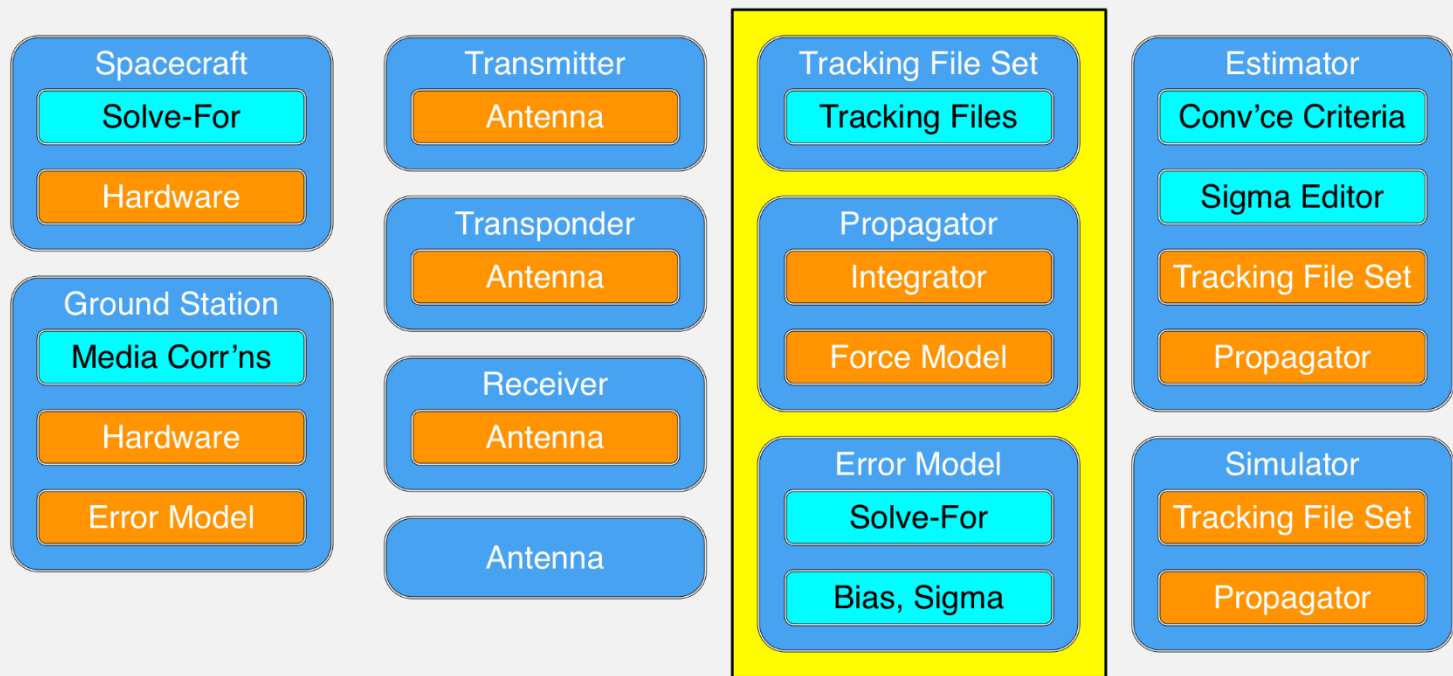 Spacecraft
Solve-For
Hardware
Ground Station
Media Corr’ns
Hardware
Error Model
Transmitter
Antenna
Transponder
Antenna
Receiver
Antenna
Antenna
Tracking File Set
Tracking Files
Propagator
Integrator
Force Model
Error Model
Solve-For
Bias, Sigma
Estimator
Conv’ce Criteria
Sigma Editor
Tracking File Set
Propagator
Simulator
Tracking File Set
Propagator